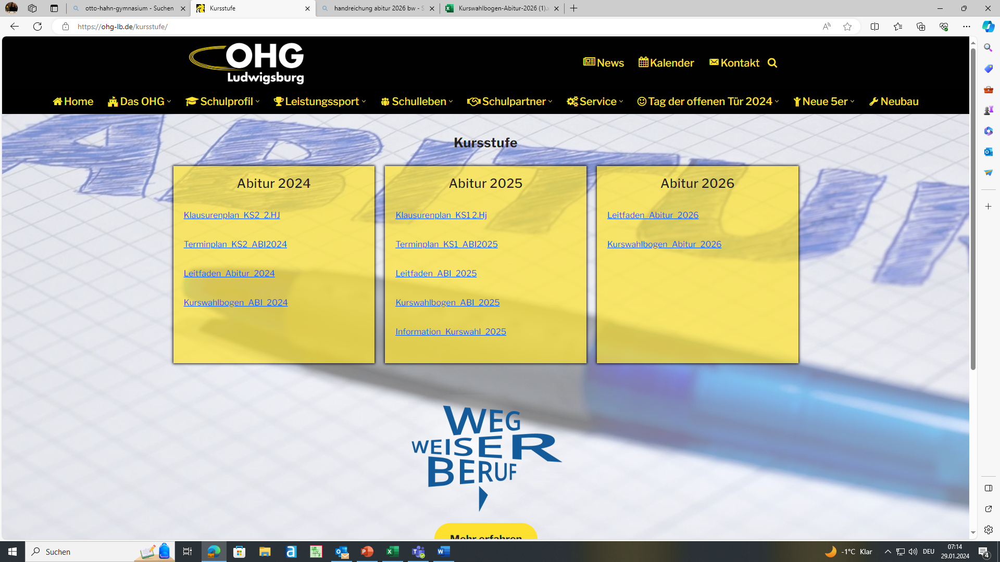 otto-hahn-gymnasium - Suchen
Kursstufe
handreichung abitur 2026 bw - S
Kurswahlbogen-Abitur-2026 (1).
https://ohg-lb.de/kursstufe/
OHG
Ludwigsburg
News
Kalender
Kontakt
Home
Das OHG
Schulprofil
Leistungssport
Schulleben
Schulpartner
Service
Tag der offenen Tür 2024
Neue 5er
Neubau
ABITUR
Kursstufe
Abitur 2024
Klausurenplan_KS2_2.HJ
Terminplan_KS2_ABI2024
Leitfaden_Abitur_2024
Kurswahlbogen_ABI_2024
Abitur 2025
Klausurenplan_KS1 2.Hj
Terminplan_KS1_ABI2025
Leitfaden_ABI_2025
Kurswahlbogen_ABI_2025
Information_Kurswahl_2025
Abitur 2026
Leitfaden_Abitur_2026
Kurswahlbogen_Abitur_2026
WEG
WEISER
BERUF
Mehr erfahren
Suchen
-1°C Klar
DEU
07:14
29.01.2024
4